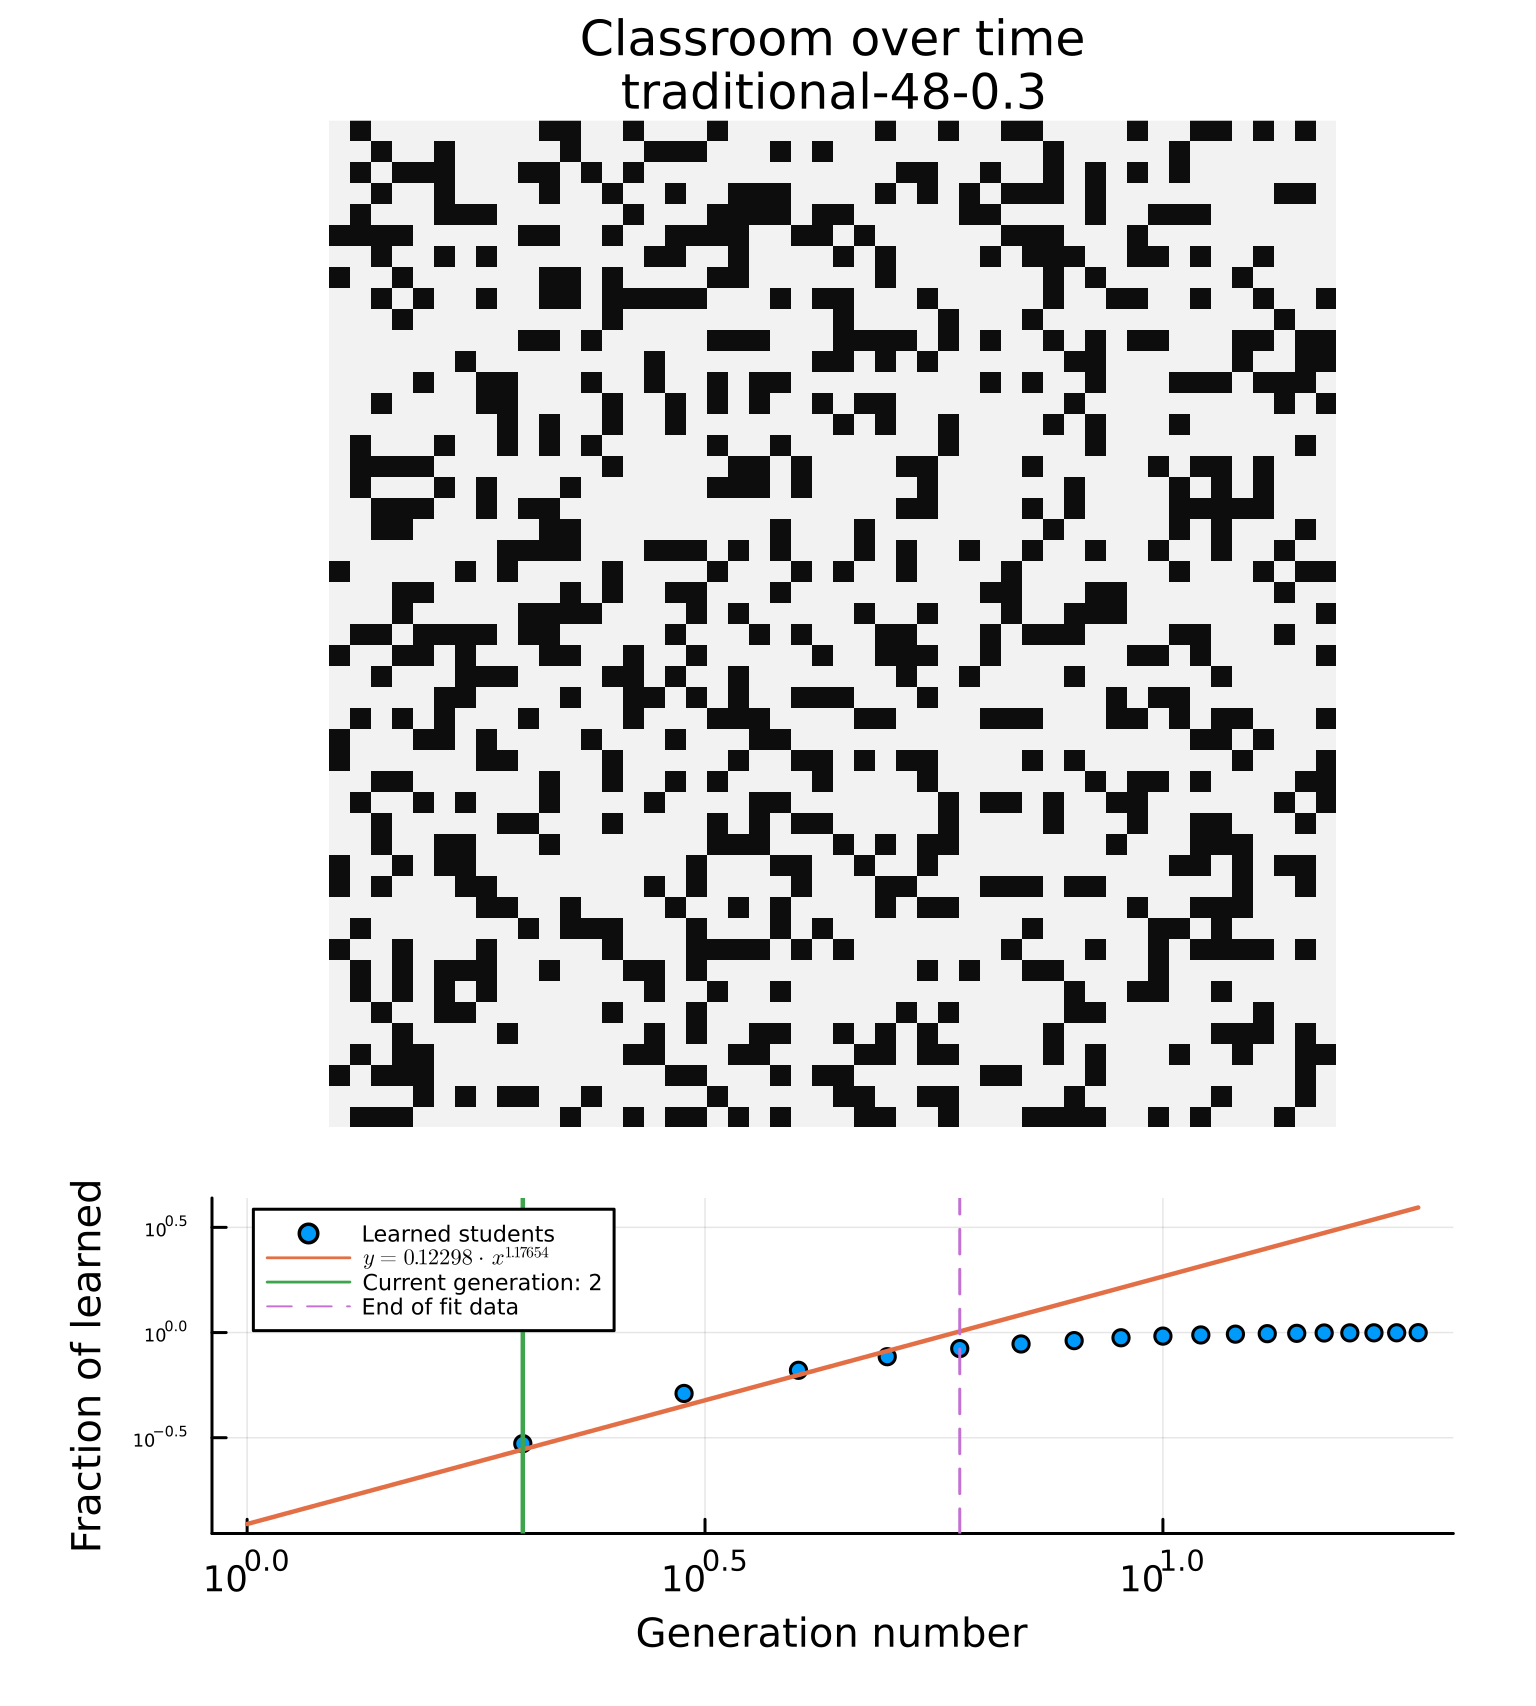 Classroom over time
traditional-48-0.3
Fraction of learned
10^0.5
10^0.0
10^−0.5
Learned students
y = 0.12298 · x^1.17654
Current generation: 2
End of fit data
10^0.0 10^0.5 10^1.0
Generation number